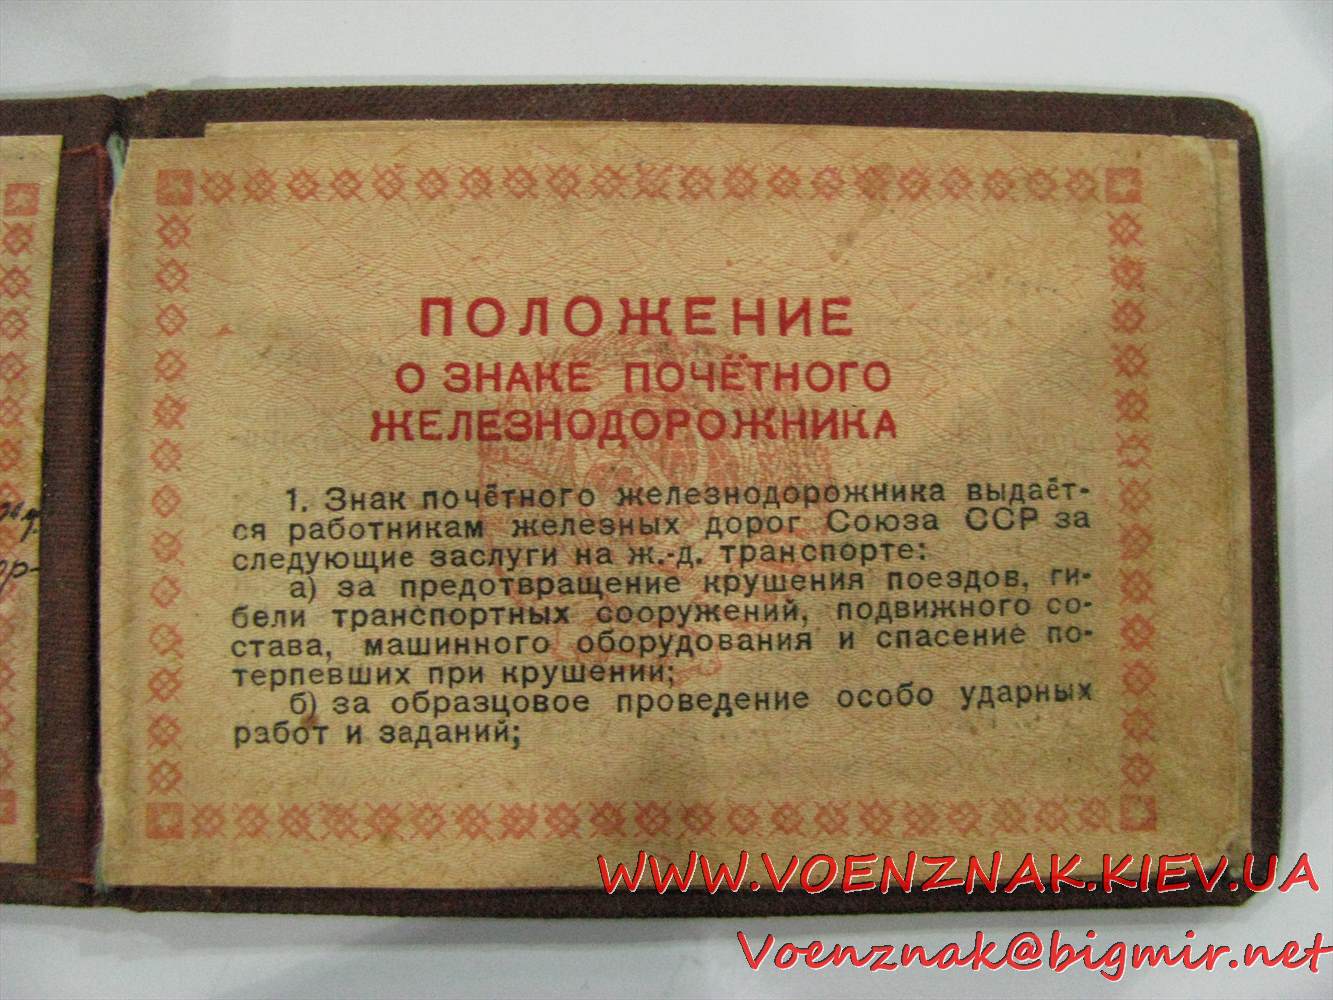 ПОЛОЖЕНИЕ
О ЗНАКЕ ПОЧЁТНОГО
ЖЕЛЕЗНОДОРОЖНИКА
1. Знак почётного железнодорожника выдаёт-
ся работникам железных дорог Союза ССР за
следующие заслуги на ж.-д. транспорте:
а) за предотвращение крушения поездов, ги-
бели транспортных сооружений, подвижного со-
става, машинного оборудования и спасение по-
терпевших при крушении;
б) за образцовое проведение особо ударных
работ и заданий;
WWW.VOENZNAK.KIEV.UA
Voenznak@bigmir.net